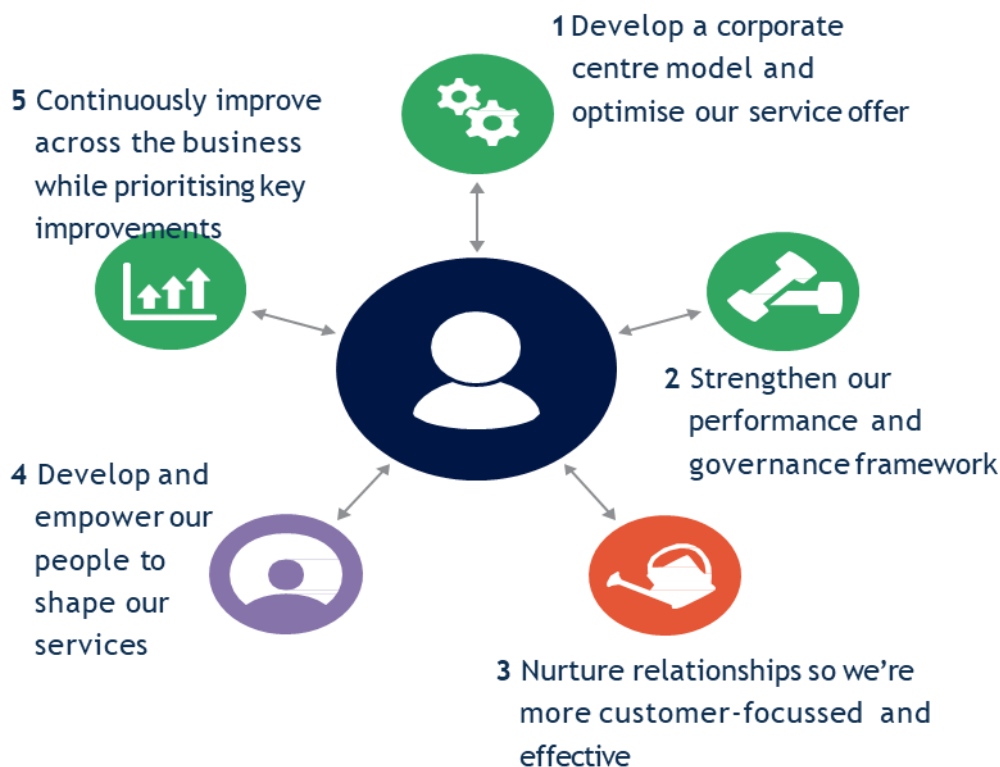 1 Develop a corporate
centre model and
optimise our service offer
2 Strengthen our
performance and
governance framework
3 Nurture relationships so we’re
more customer-focussed and
effective
4 Develop and
empower our
people to
shape our
services
5 Continuously improve
across the business
while prioritising key
improvements